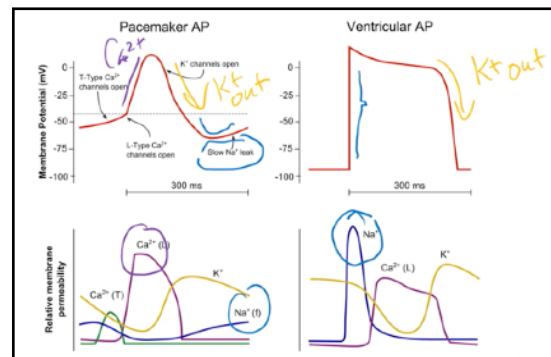 Pacemaker AP
Ventricular AP
Ca2+
T-Type Ca2+
channels open
K+ channels open
K+ out
K+ out
L-Type Ca2+
channels open
Slow Na+ leak
Membrane Potential (mV)
0
-25
-50
-75
-100
0
-25
-50
-75
-100
300 ms
300 ms
Relative membrane
permeability
Ca2+ (T)
Ca2+ (L)
K+
Na+ (f)
Na+
Ca2+ (L)
K+